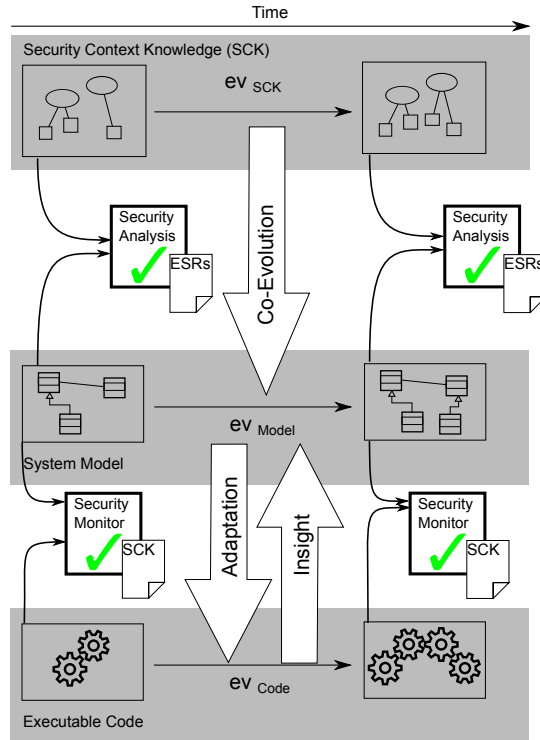 Time
Security Context Knowledge (SCK)
ev SCK
Security
Analysis
ESRs
Security
Analysis
ESRs
Co-Evolution
ev Model
System Model
Security
Monitor
SCK
Adaptation
Insight
Security
Monitor
SCK
ev Code
Executable Code